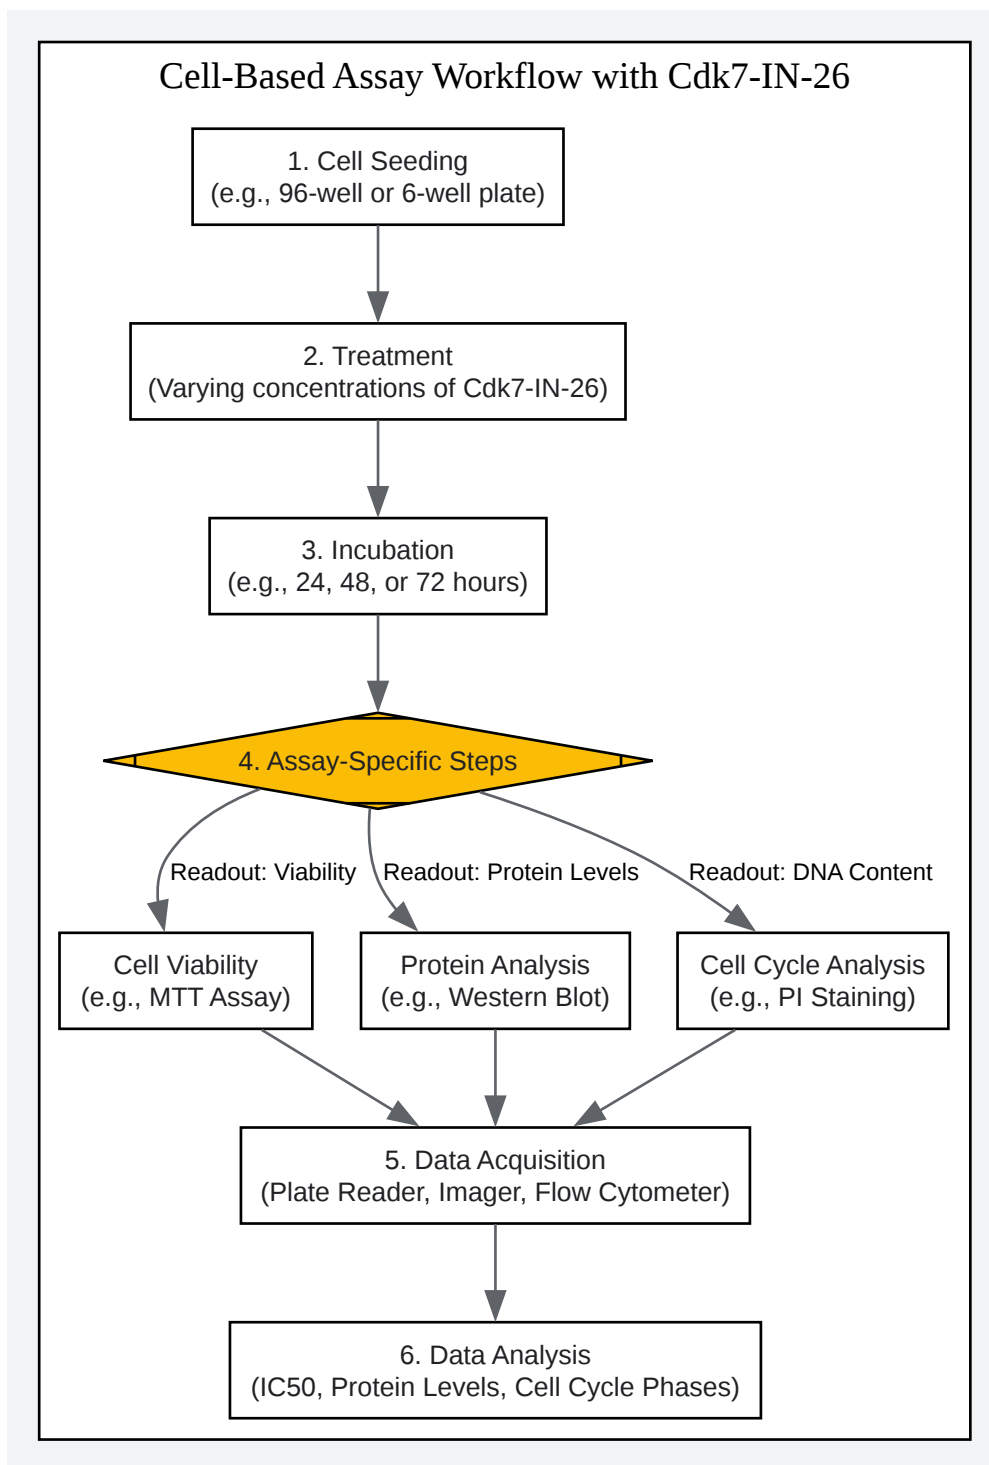 Cell-Based Assay Workflow with Cdk7-IN-26
1. Cell Seeding
(e.g., 96-well or 6-well plate)
2. Treatment
(Varying concentrations of Cdk7-IN-26)
3. Incubation
(e.g., 24, 48, or 72 hours)
4. Assay-Specific Steps
Readout: Viability
Readout: Protein Levels
Readout: DNA Content
Cell Viability
(e.g., MTT Assay)
Protein Analysis
(e.g., Western Blot)
Cell Cycle Analysis
(e.g., PI Staining)
5. Data Acquisition
(Plate Reader, Imager, Flow Cytometer)
6. Data Analysis
(IC50, Protein Levels, Cell Cycle Phases)